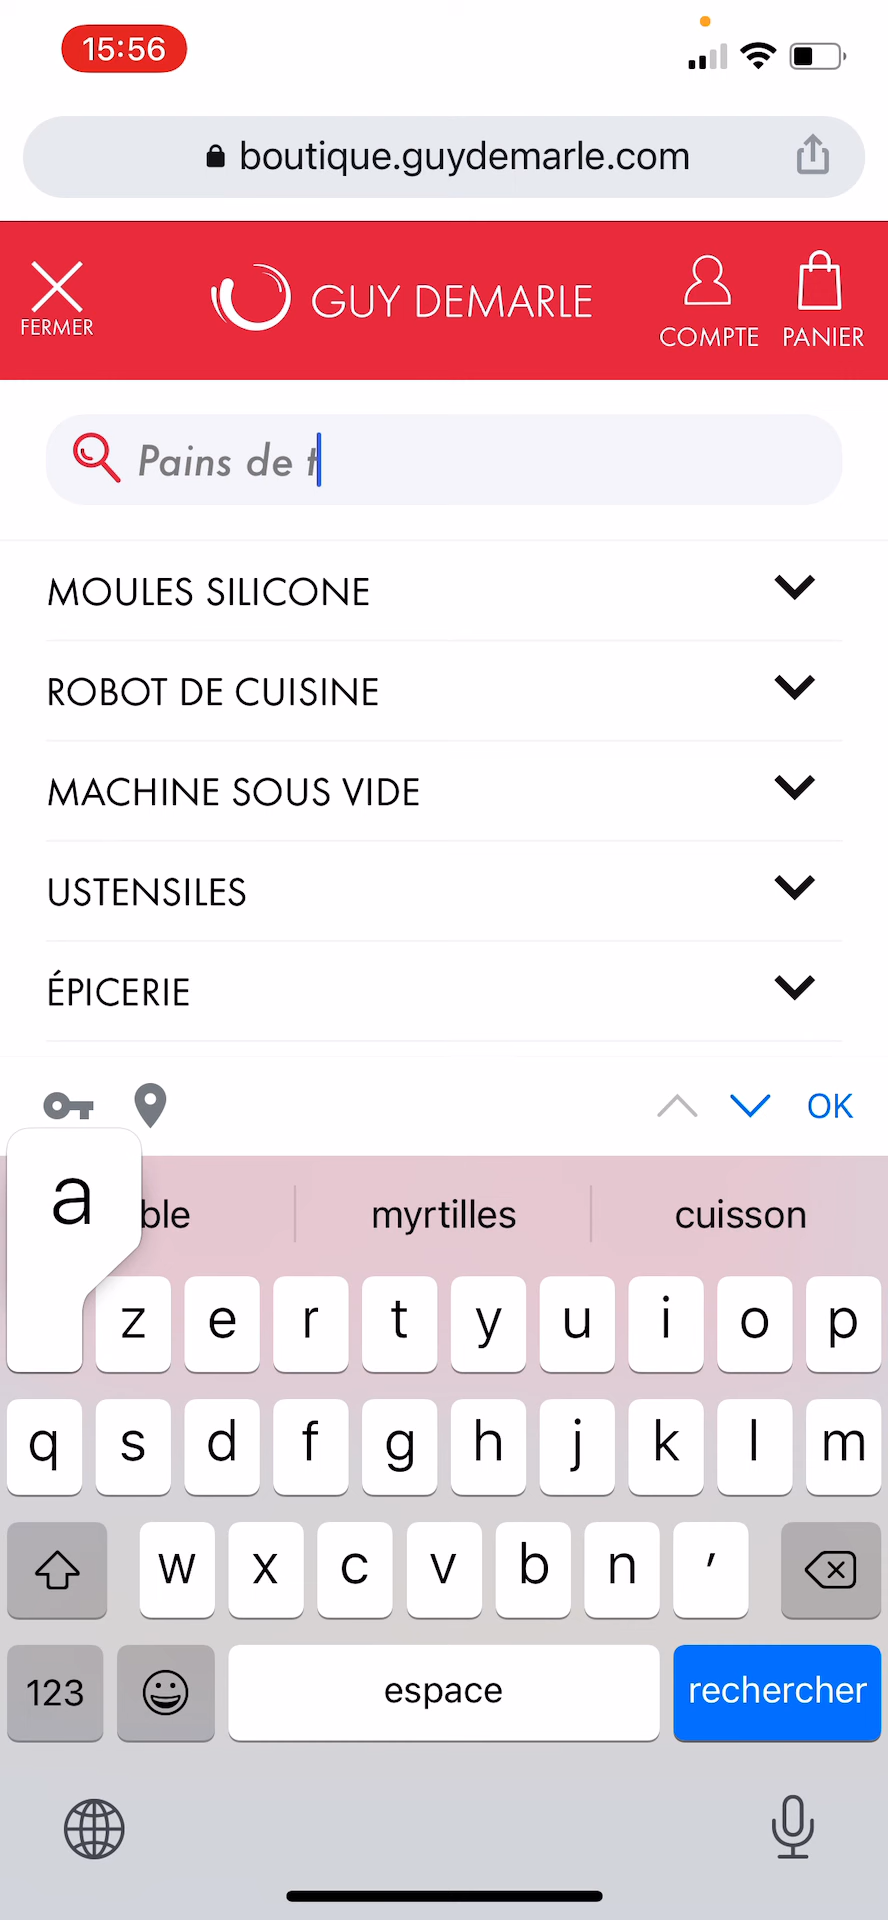 15:56
boutique.guydemarle.com
FERMER
GUY DEMARLE
COMPTE
PANIER
Pains de t
MOULES SILICONE
ROBOT DE CUISINE
MACHINE SOUS VIDE
USTENSILES
ÉPICERIE
OK
a
ble myrtilles cuisson
z e r t y u i o p
q s d f g h j k l m
w x c v b n ′
123 espace rechercher